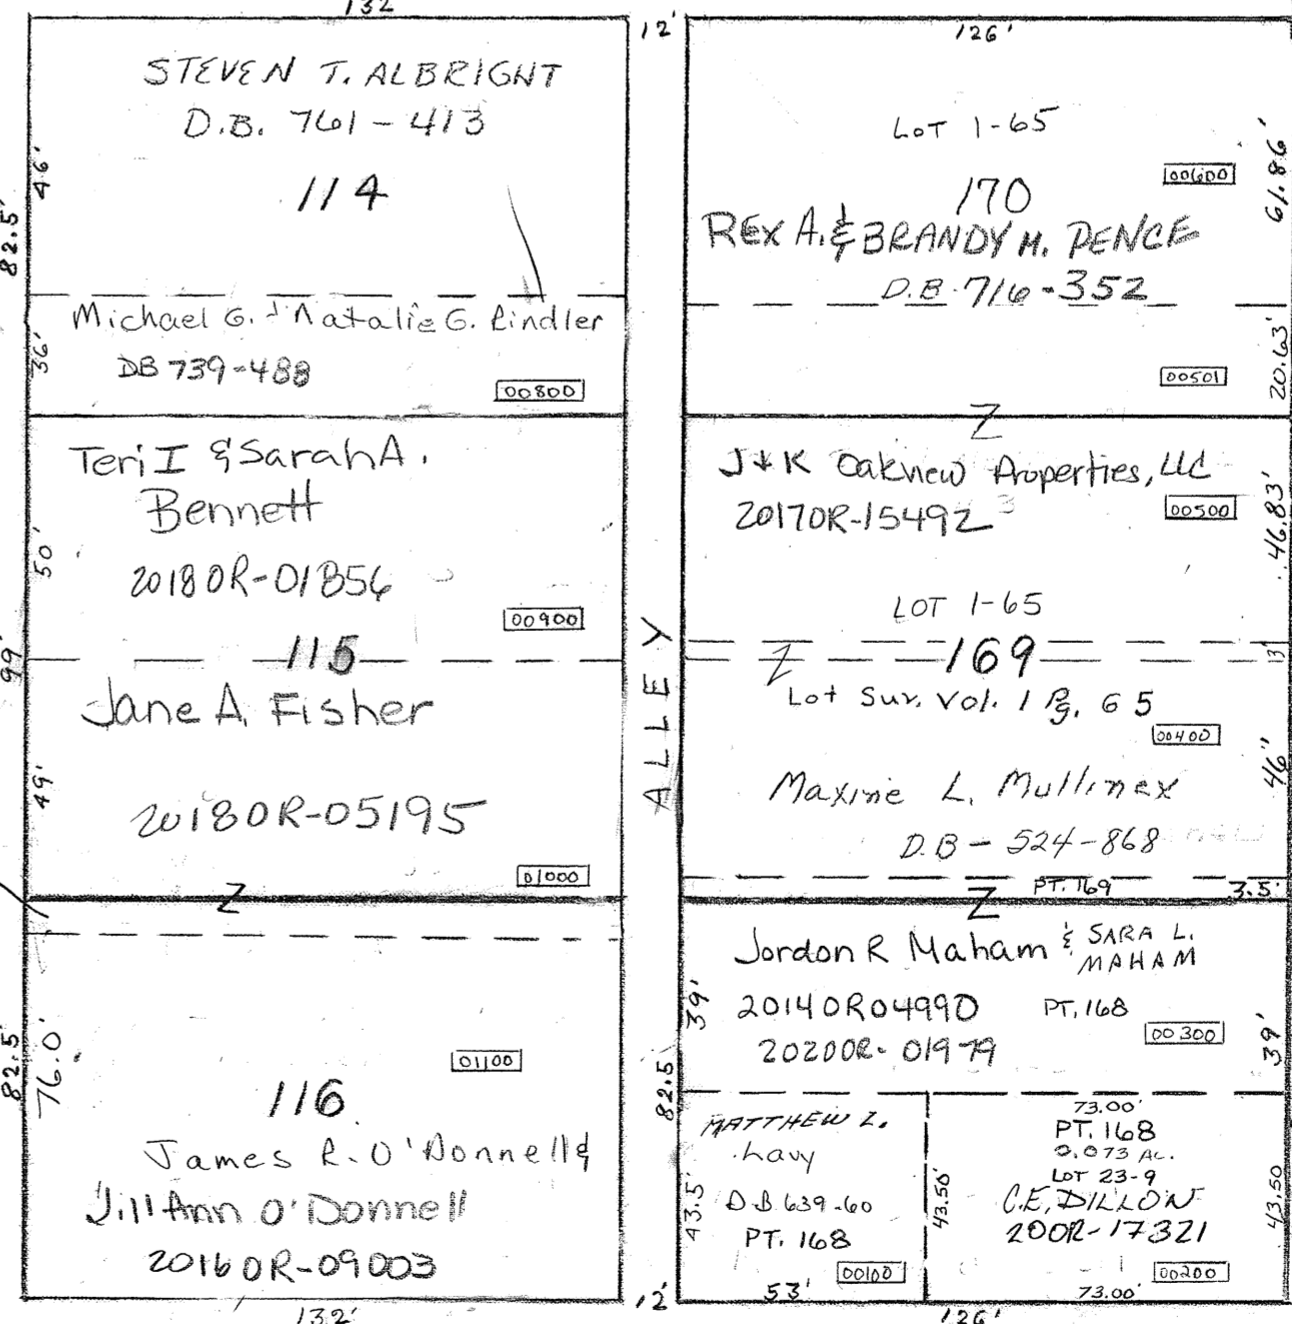 132
STEVEN T. ALBRIGHT
D.B. 761-413
114
46'
82.5'
Michael G. & Natalie G. Rindler
DB 739-488
36'
00800
Teri I & Sarah A.
Bennett
2018OR-01856
50'
00900
115
99'
Jane A. Fisher
49'
2018OR-05195
01000
Z
82.5'
76.0'
01100
116
James R. O'Donnell &
Jill Ann O'Donnell
2016OR-09003
132'
12'
ALLEY
12'
126'
LOT 1-65
00600
170
61.86'
REX A. & BRANDY M. PENCE
D.B. 716-352
00501
20.63'
Z
J & K Oakview Properties, LLC
2017OR-15492
00500
46.83'
LOT 1-65
169
3'
Z
Lot Sur. Vol. 1 Pg. 65
00400
46"
Maxine L. Mullinex
D.B - 524-868
PT. 169
3.5'
Z
Jordon R Maham & SARA L.
MAHAM
39'
2014OR04990
PT. 168
2020OR-01979
00300
39'
82.5'
MATTHEW L.
Lavy
43.5'
D.B 639-60
PT. 168
00100
53'
43.50'
73.00'
PT. 168
0.073 AC.
LOT 23-9
C.E. DILLON
200R-17321
43.50
00200
73.00'
126'